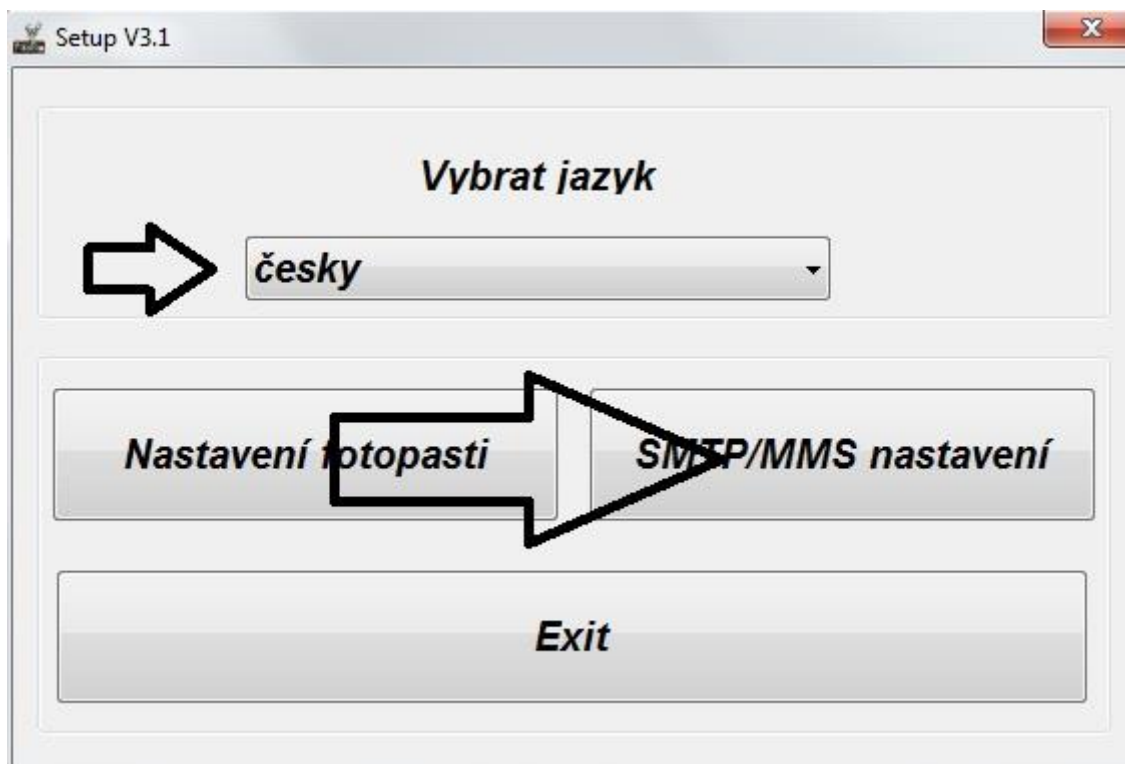 Setup V3.1
Vybrat jazyk
česky
Nastavení fotopasti
SMTP/MMS nastavení
Exit